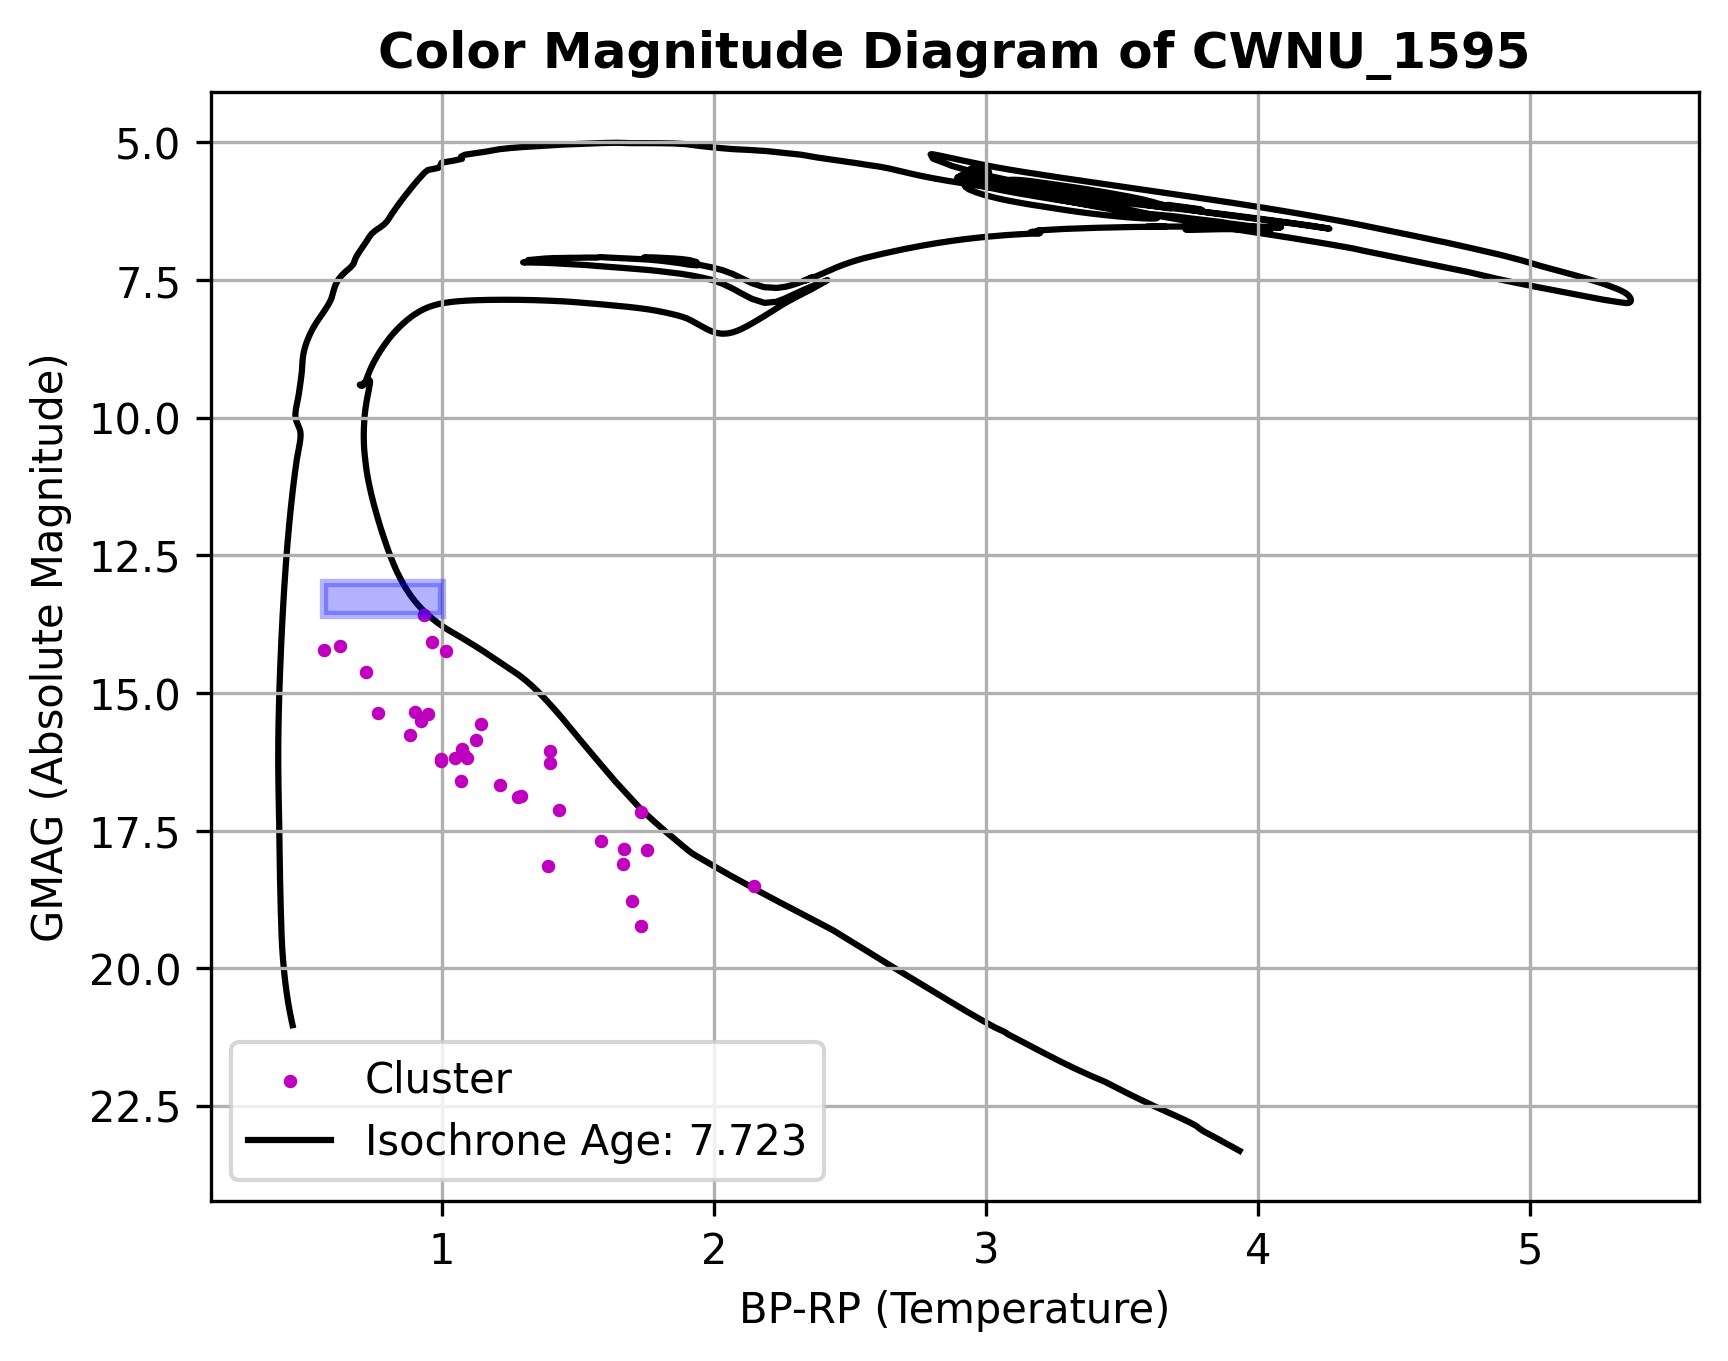 Color Magnitude Diagram of CWNU_1595
GMAG (Absolute Magnitude)
5.0
7.5
10.0
12.5
15.0
17.5
20.0
22.5
Cluster
Isochrone Age: 7.723
1 2 3 4 5
BP-RP (Temperature)